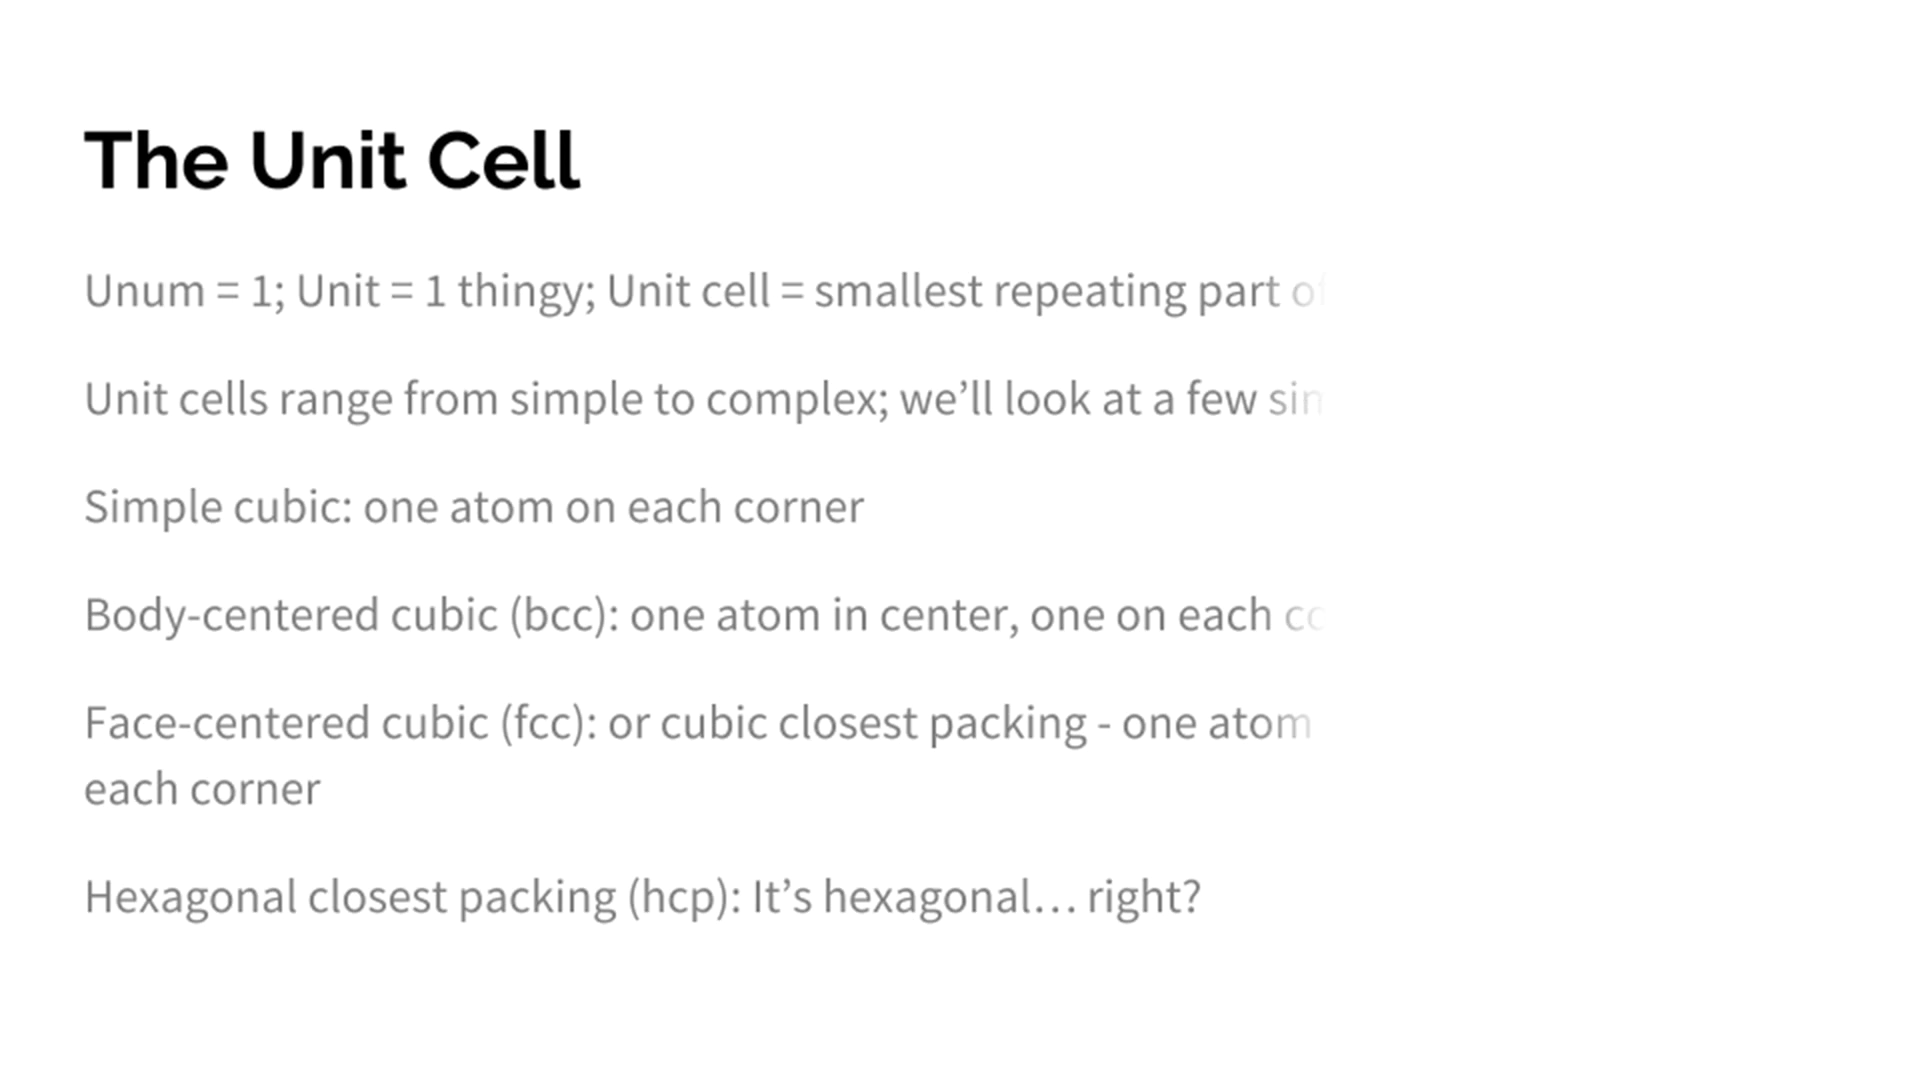 The Unit Cell
Unum = 1; Unit = 1 thingy; Unit cell = smallest repeating part of
Unit cells range from simple to complex; we’ll look at a few
Simple cubic: one atom on each corner
Body-centered cubic (bcc): one atom in center, one on each
Face-centered cubic (fcc): or cubic closest packing - one atom
each corner
Hexagonal closest packing (hcp): It’s hexagonal… right?